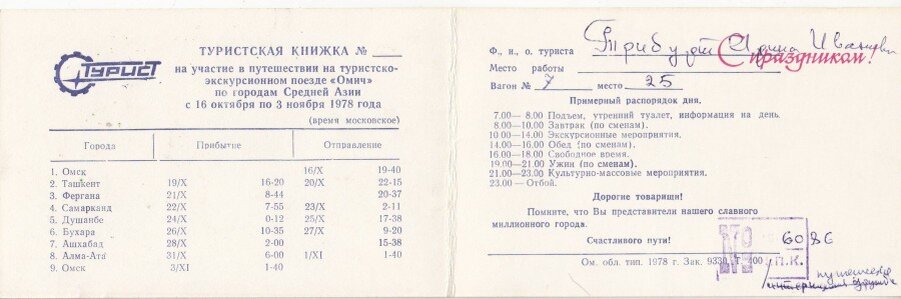 ТУРИСТ
ТУРИСТСКАЯ КНИЖКА №
на участие в путешествии на туристско-
экскурсионном поезде «Омич»
по городам Средней Азии
с 16 октября по 3 ноября 1978 года
(время московское)
Города Прибытие Отправление
1. Омск 16/X 19-40
2. Ташкент 19/X 16-20 20/X 22-15
3. Фергана 21/X 8-44 20-37
4. Самарканд 22/X 7-55 23/X 2-11
5. Душанбе 24/X 0-12 25/X 17-38
6. Бухара 26/X 10-35 27/X 9-20
7. Ашхабад 28/X 2-00 15-38
8. Алма-Ата 31/X 6-00 1/XI 1-40
9. Омск 3/XI 1-40
Ф., и., о. туриста Трибу Ирина Иванов
С праздником!
Место работы
Вагон № 7 место 25
Примерный распорядок дня.
7.00— 8.00 Подъем, утренний туалет, информация на день.
8.00—10.00 Завтрак (по сменам).
10.00—14.00 Экскурсионные мероприятия.
14.00—16.00 Обед (по сменам).
16.00—18.00 Свободное время.
19.00—21.00 Ужин (по сменам).
21.00—23.00 Культурно-массовые мероприятия.
23.00— Отбой.
Дорогие товарищи!
Помните, что Вы представители нашего славного
миллионного города.
Счастливого пути!
6086
Ом. обл. тип. 1978 г. Зак. 9330. Т. 400 П.К.
путешествие